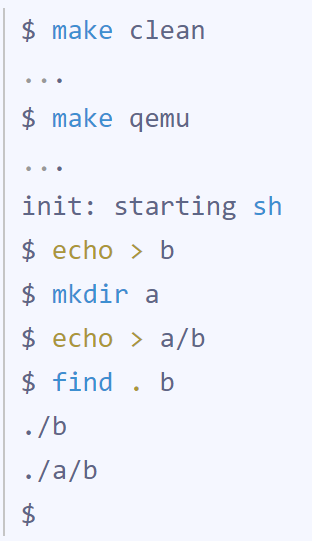 $ make clean
...
$ make qemu
...
init: starting sh
$ echo > b
$ mkdir a
$ echo > a/b
$ find . b
./b
./a/b
$